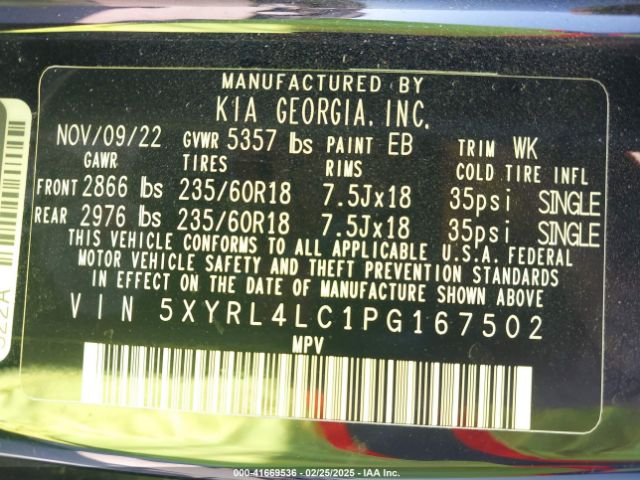 MANUFACTURED BY
KIA GEORGIA, INC.
NOV/09/22 GVWR 5357 lbs PAINT EB TRIM WK
GAWR TIRES RIMS COLD TIRE INFL
FRONT 2866 lbs 235/60R18 7.5Jx18 35psi SINGLE
REAR 2976 lbs 235/60R18 7.5Jx18 35psi SINGLE
THIS VEHICLE CONFORMS TO ALL APPLICABLE U.S.A. FEDERAL
MOTOR VEHICLE SAFETY AND THEFT PREVENTION STANDARDS
IN EFFECT ON THE DATE OF MANUFACTURE SHOWN ABOVE.
VIN 5XYRL4LC1PG167502
MPV
000-41669536 - 02/25/2025 - IAA Inc.